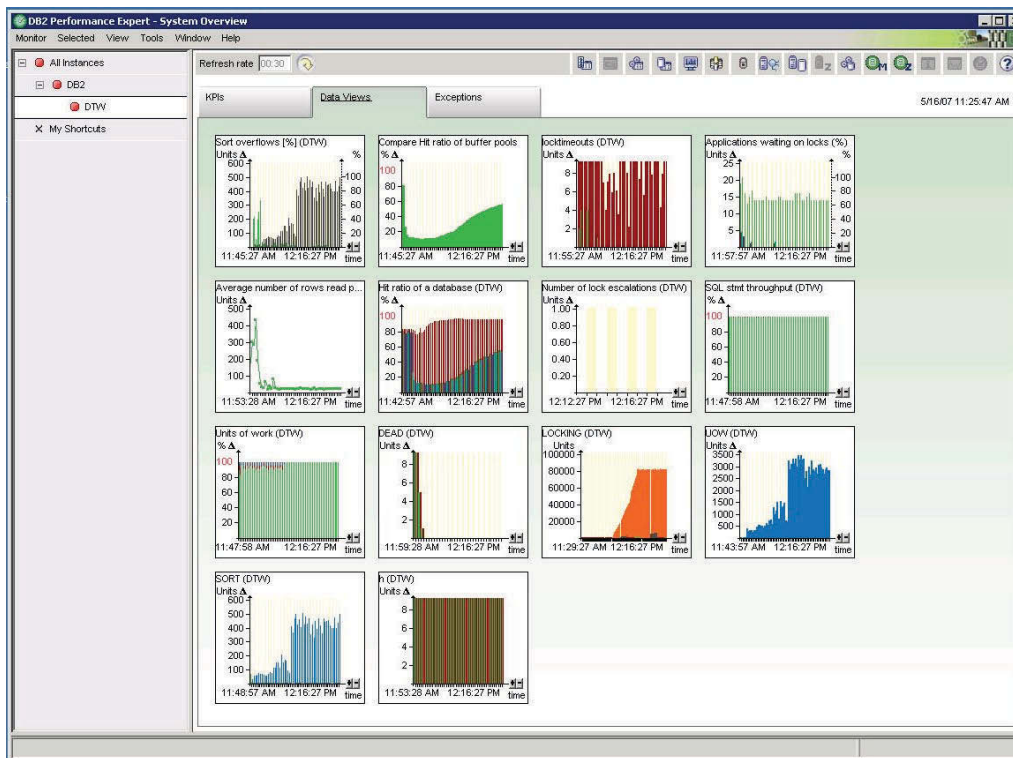 DB2 Performance Expert - System Overview
Monitor Selected View Tools Window Help
All Instances
DB2
DTW
My Shortcuts
Refresh rate 00:30
KPIs Data Views Exceptions
5/16/07 11:25:47 AM
Sort overflows [%] (DTW)
Units Δ %
600
500
400
300
200
100
100
80
60
40
20
11:45:27 AM 12:16:27 PM time
Compare Hit ratio of buffer pools
% Δ
100
80
60
40
20
11:45:27 AM 12:16:27 PM time
locktimeouts (DTW)
Units Δ
8
6
4
2
11:55:27 AM 12:16:27 PM time
Applications waiting on locks (%)
Units Δ %
25
20
15
10
5
100
80
60
40
20
11:57:57 AM 12:16:27 PM time
Average number of rows read p...
Units Δ
500
400
300
200
100
11:53:28 AM 12:16:27 PM time
Hit ratio of a database (DTW)
% Δ
100
80
60
40
20
11:42:57 AM 12:16:27 PM time
Number of lock escalations (DTW)
Units Δ
1.00
0.80
0.60
0.40
0.20
12:12:27 PM 12:16:27 PM time
SQL stmt throughput (DTW)
% Δ
100
80
60
40
20
11:47:58 AM 12:16:27 PM time
Units of work (DTW)
% Δ
100
80
60
40
20
11:47:58 AM 12:16:27 PM time
DEAD (DTW)
Units Δ
8
6
4
2
11:59:28 AM 12:16:27 PM time
LOCKING (DTW)
Units
100000
80000
60000
40000
20000
11:29:27 AM 12:16:27 PM time
UOW (DTW)
Units Δ
3500
3000
2500
2000
1500
1000
500
11:43:57 AM 12:16:27 PM time
SORT (DTW)
Units Δ
600
500
400
300
200
100
11:48:57 AM 12:16:27 PM time
h (DTW)
Units Δ
8
6
4
2
11:53:28 AM 12:16:27 PM time